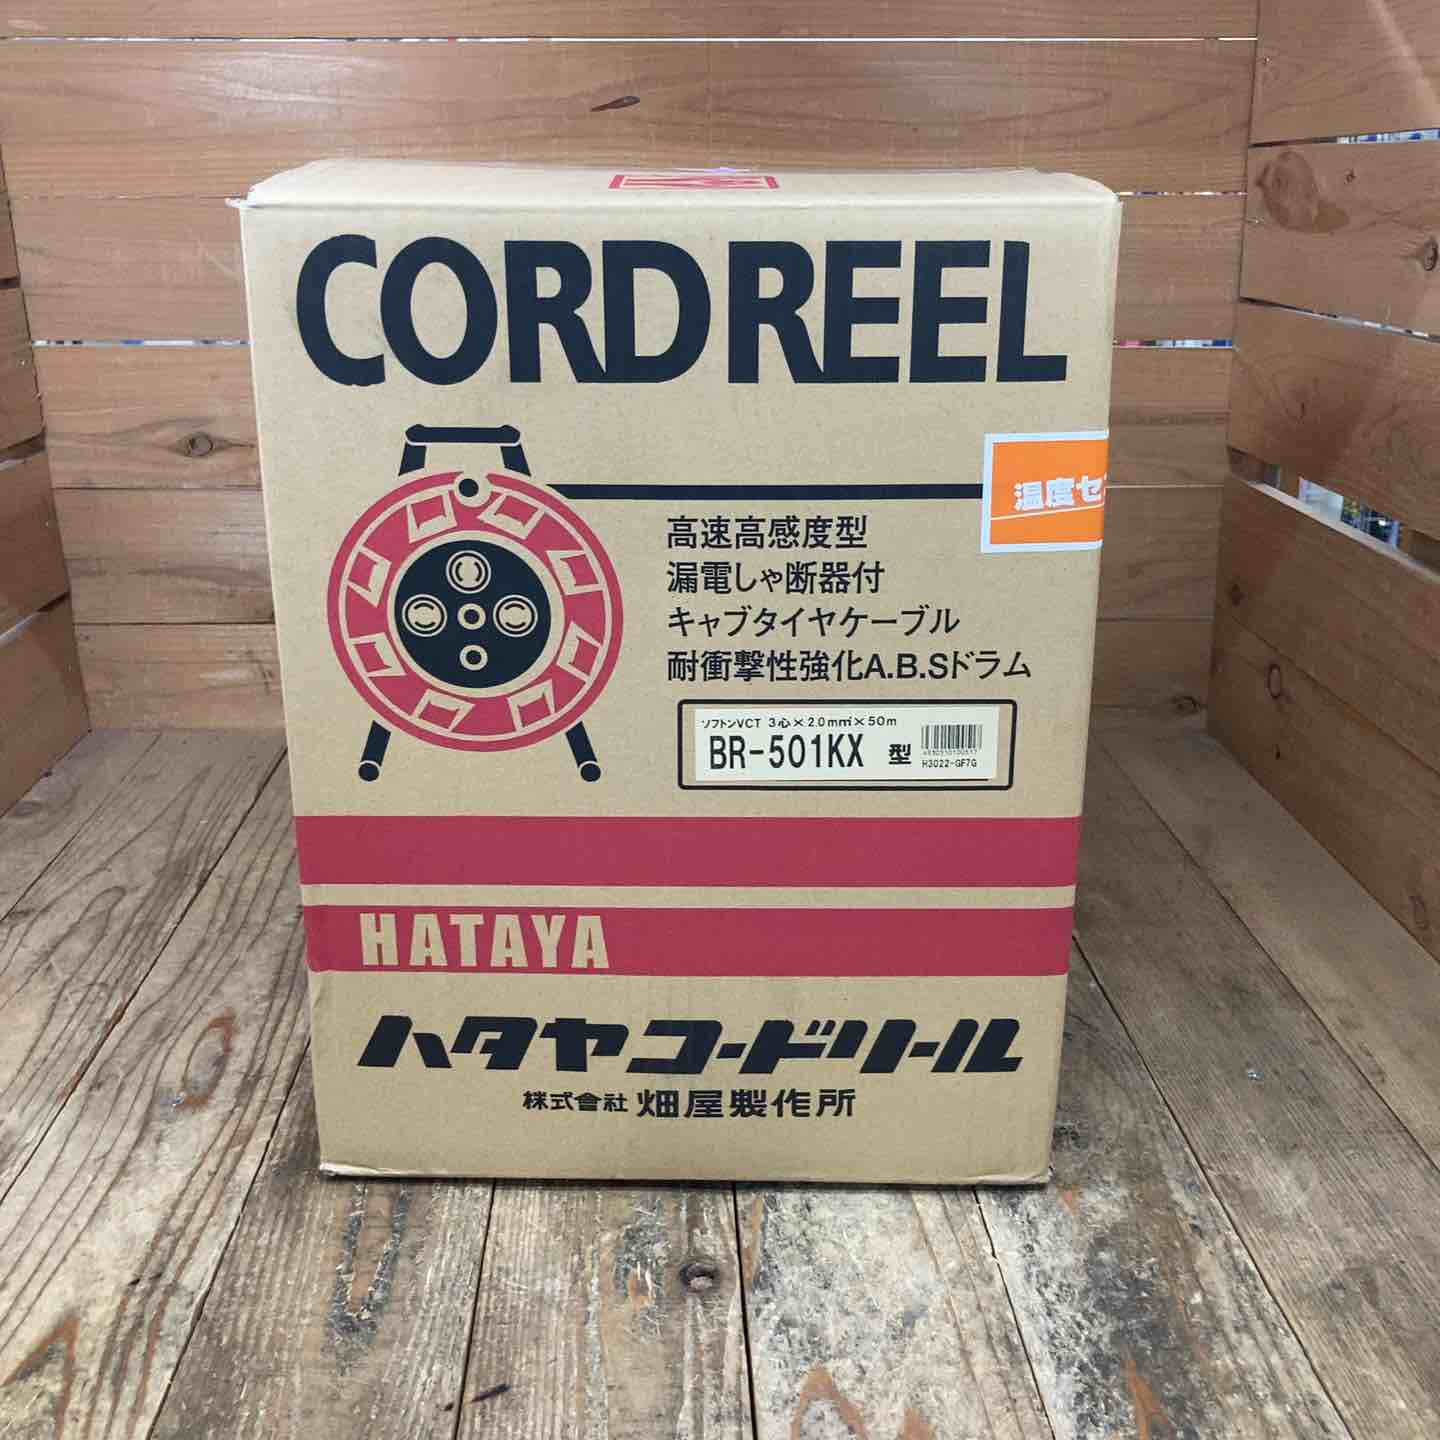 CORD REEL
温度セ
高速高感度型
漏電しゃ断器付
キャブタイヤケーブル
耐衝撃性強化A.B.Sドラム
ソフトンVCT 3心×2.0mm²×50m
BR-501KX 型
H3022-GF7G
HATAYA
ハタヤコードリール
株式会社 畑屋製作所